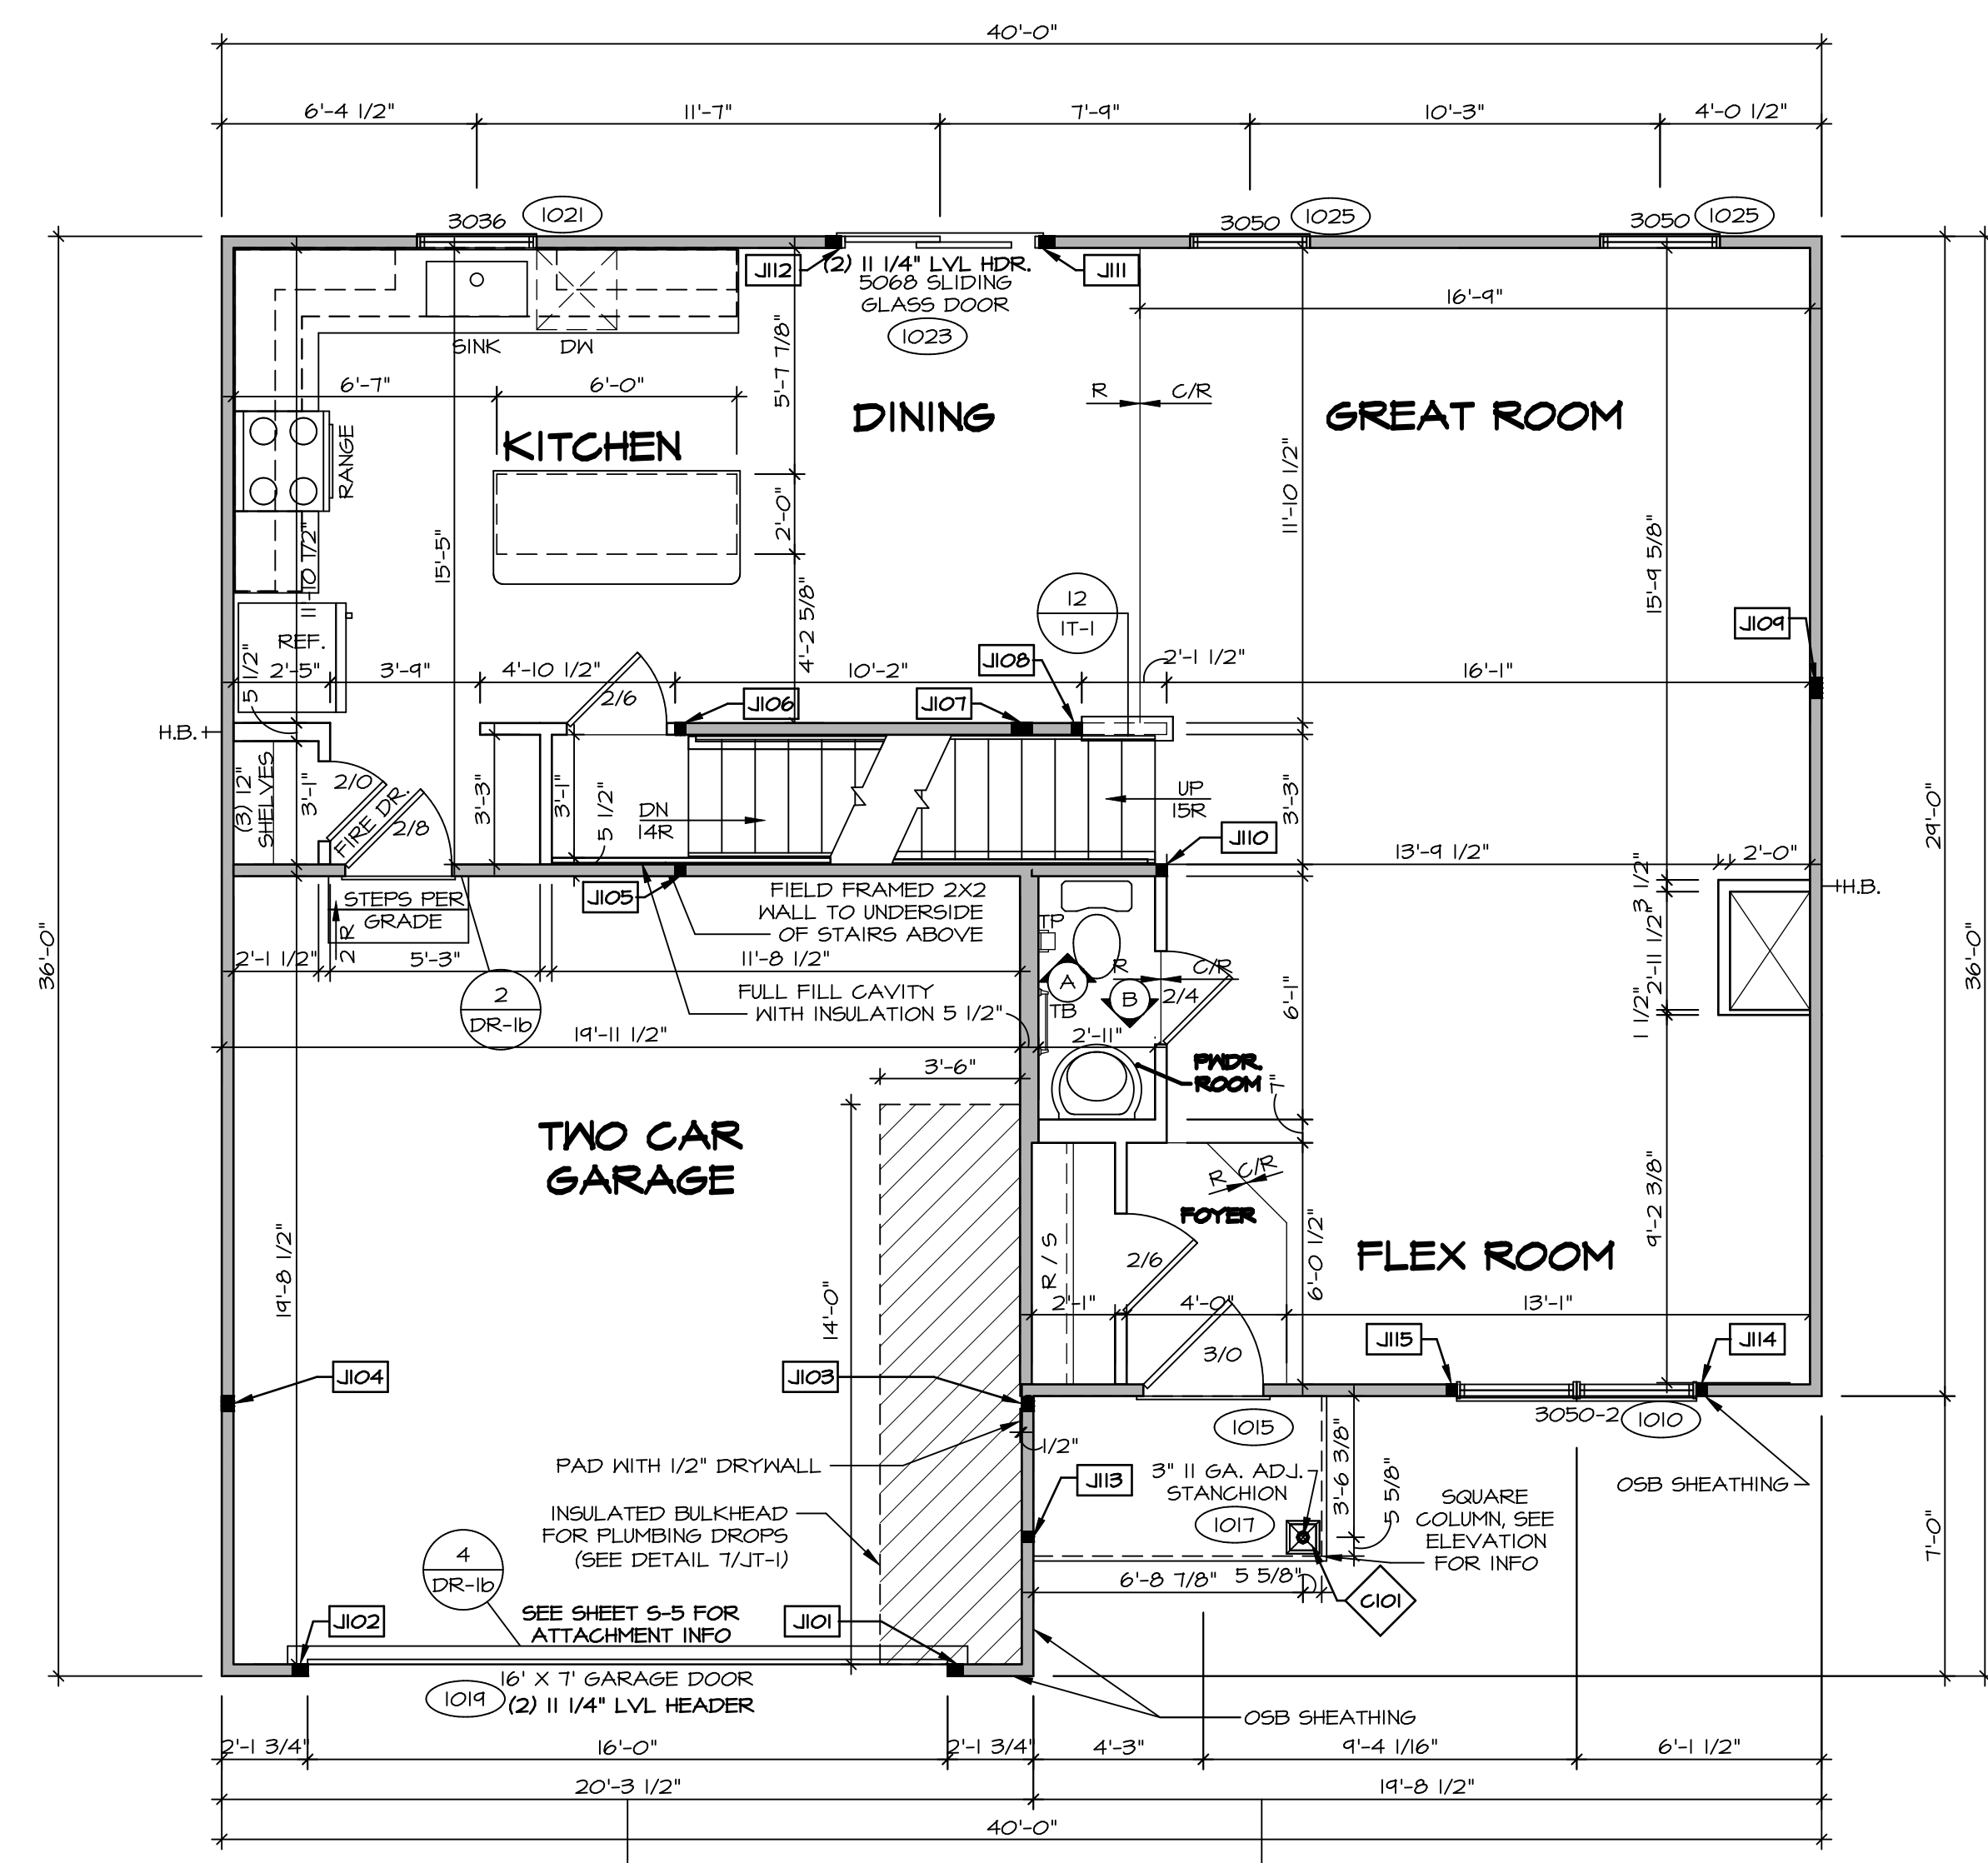 40'-0"
6'-4 1/2"
11'-7"
7'-9"
10'-3"
4'-0 1/2"
3036
1021
3050
1025
3050
1025
J112
(2) 11 1/4" LVL HDR.
5068 SLIDING
GLASS DOOR
1023
J111
16'-9"
SINK
DW
6'-7"
6'-0"
5'-7 7/8"
R
C/R
KITCHEN
DINING
GREAT ROOM
RANGE
2'-0"
11'-10 1/2"
15'-5"
11'-10 1/2"
15'-9 5/8"
4'-2 5/8"
12
1T-1
J109
REF.
5 1/2"
2'-5"
3'-9"
4'-10 1/2"
2/6
10'-2"
J108
2'-1 1/2"
16'-1"
J106
J107
H.B.
(3) 12"
SHELVES
3'-1"
2/0
FIRE DR.
2/8
3'-3"
3'-1"
5 1/2"
DN
14R
UP
15R
3'-3"
J110
29'-0"
36'-0"
36'-0"
13'-9 1/2"
2'-0"
H.B.
3 1/2"
2'-11 1/2"
1 1/2"
J105
STEPS PER
GRADE
2 R
FIELD FRAMED 2X2
WALL TO UNDERSIDE
OF STAIRS ABOVE
2'-1 1/2"
5'-3"
11'-8 1/2"
TP
A
R
C/R
B
2/4
TB
6'-1"
2
DR-1b
FULL FILL CAVITY
WITH INSULATION
5 1/2"
19'-11 1/2"
2'-11"
3'-6"
PWDR.
ROOM
7"
TWO CAR
GARAGE
R
C/R
FOYER
R / S
2/6
6'-0 1/2"
9'-2 3/8"
FLEX ROOM
19'-8 1/2"
14'-0"
2'-1"
4'-0"
13'-1"
3/0
J104
J103
J115
J114
1015
3050-2
1010
1/2"
PAD WITH 1/2" DRYWALL
J113
3" 11 GA. ADJ.
STANCHION
1017
3'-6 3/8"
5 5/8"
SQUARE
COLUMN, SEE
ELEVATION
FOR INFO
OSB SHEATHING
INSULATED BULKHEAD
FOR PLUMBING DROPS
(SEE DETAIL 7/JT-1)
7'-0"
4
DR-1b
6'-8 7/8"
5 5/8"
C101
J102
SEE SHEET S-5 FOR
ATTACHMENT INFO
J101
16' X 7' GARAGE DOOR
1019
(2) 11 1/4" LVL HEADER
OSB SHEATHING
2'-1 3/4"
16'-0"
2'-1 3/4"
4'-3"
9'-4 1/16"
6'-1 1/2"
20'-3 1/2"
19'-8 1/2"
40'-0"